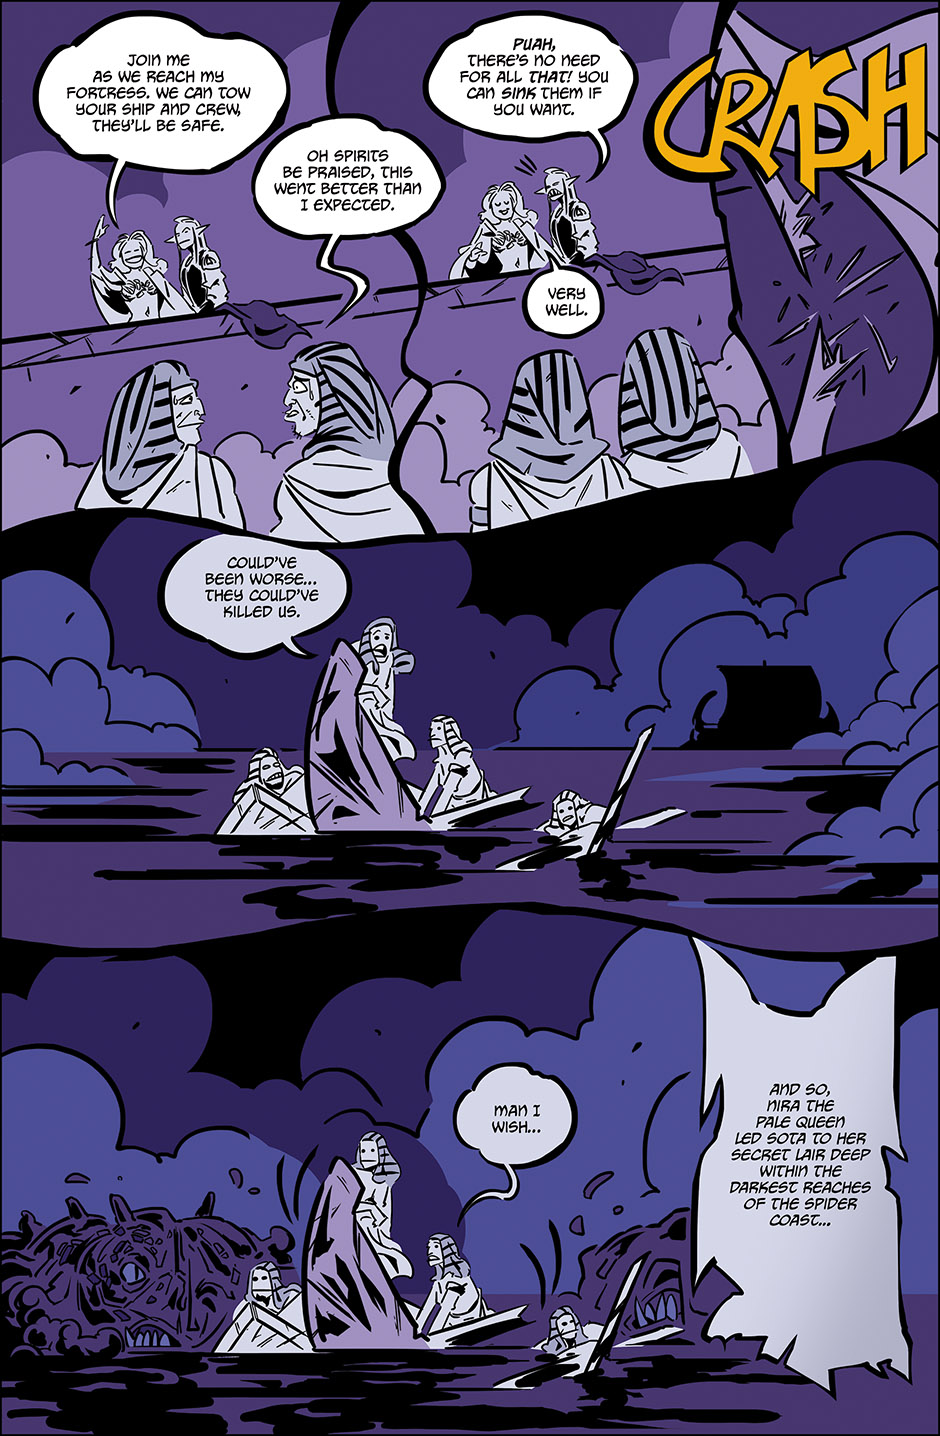 JOIN ME
AS WE REACH MY
FORTRESS. WE CAN TOW
YOUR SHIP AND CREW,
THEY'LL BE SAFE.
OH SPIRITS
BE PRAISED, THIS
WENT BETTER THAN
I EXPECTED.
PUAH,
THERE'S NO NEED
FOR ALL THAT! YOU
CAN SINK THEM IF
YOU WANT.
VERY
WELL.
CRASH
COULD'VE
BEEN WORSE...
THEY COULD'VE
KILLED US.
MAN I
WISH...
AND SO,
NIRA THE
PALE QUEEN
LED SOTA TO HER
SECRET LAIR DEEP
WITHIN THE
DARKEST REACHES
OF THE SPIDER
COAST...